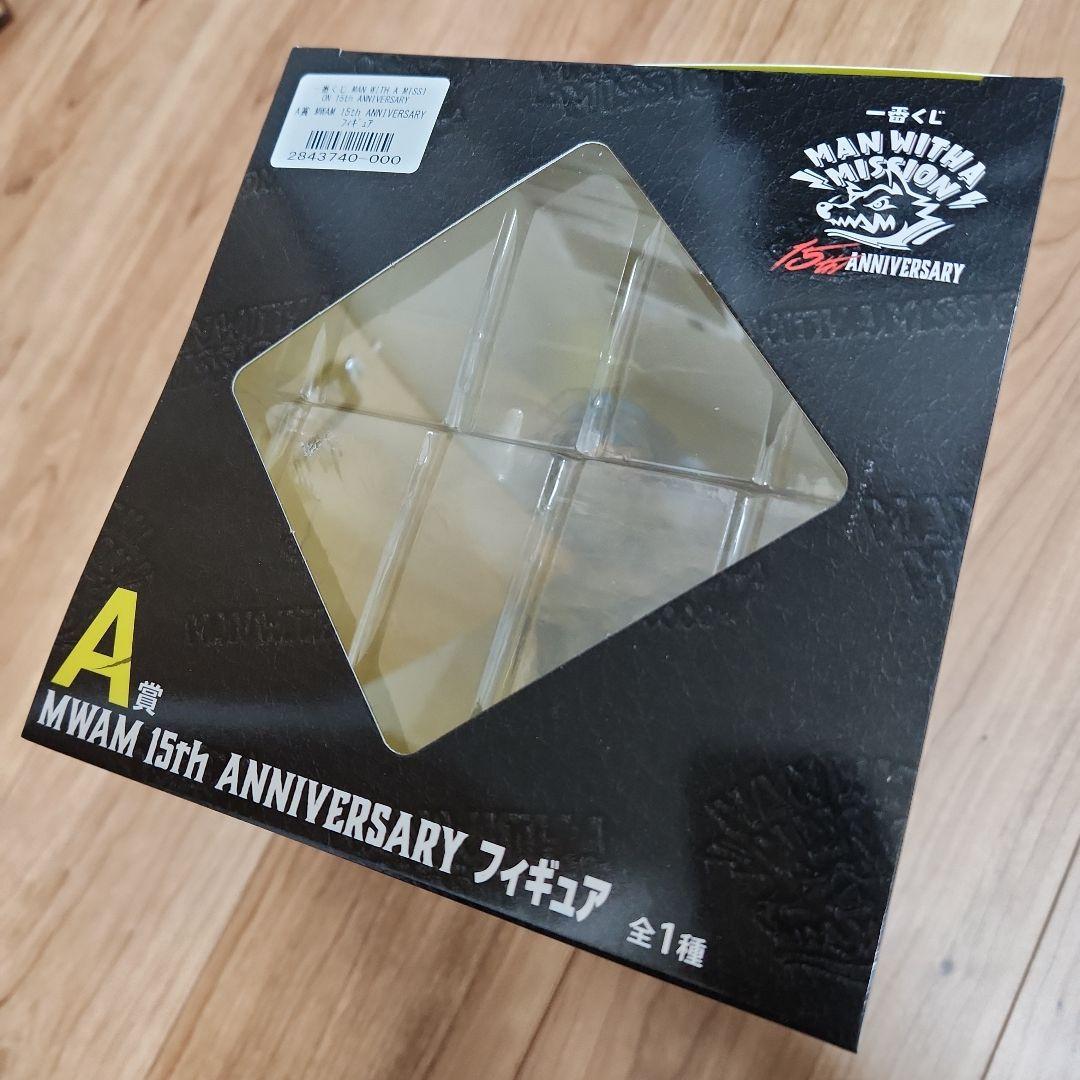 一番くじ MAN WITH A MISSI
ON 15th ANNIVERSARY
A賞 MWAM 15th ANNIVERSARY
フィギュア
2843740-000
一番くじ
MAN WITH A
MISSION
MWAM
15th ANNIVERSARY
A賞
MWAM 15th ANNIVERSARY フィギュア
全1種